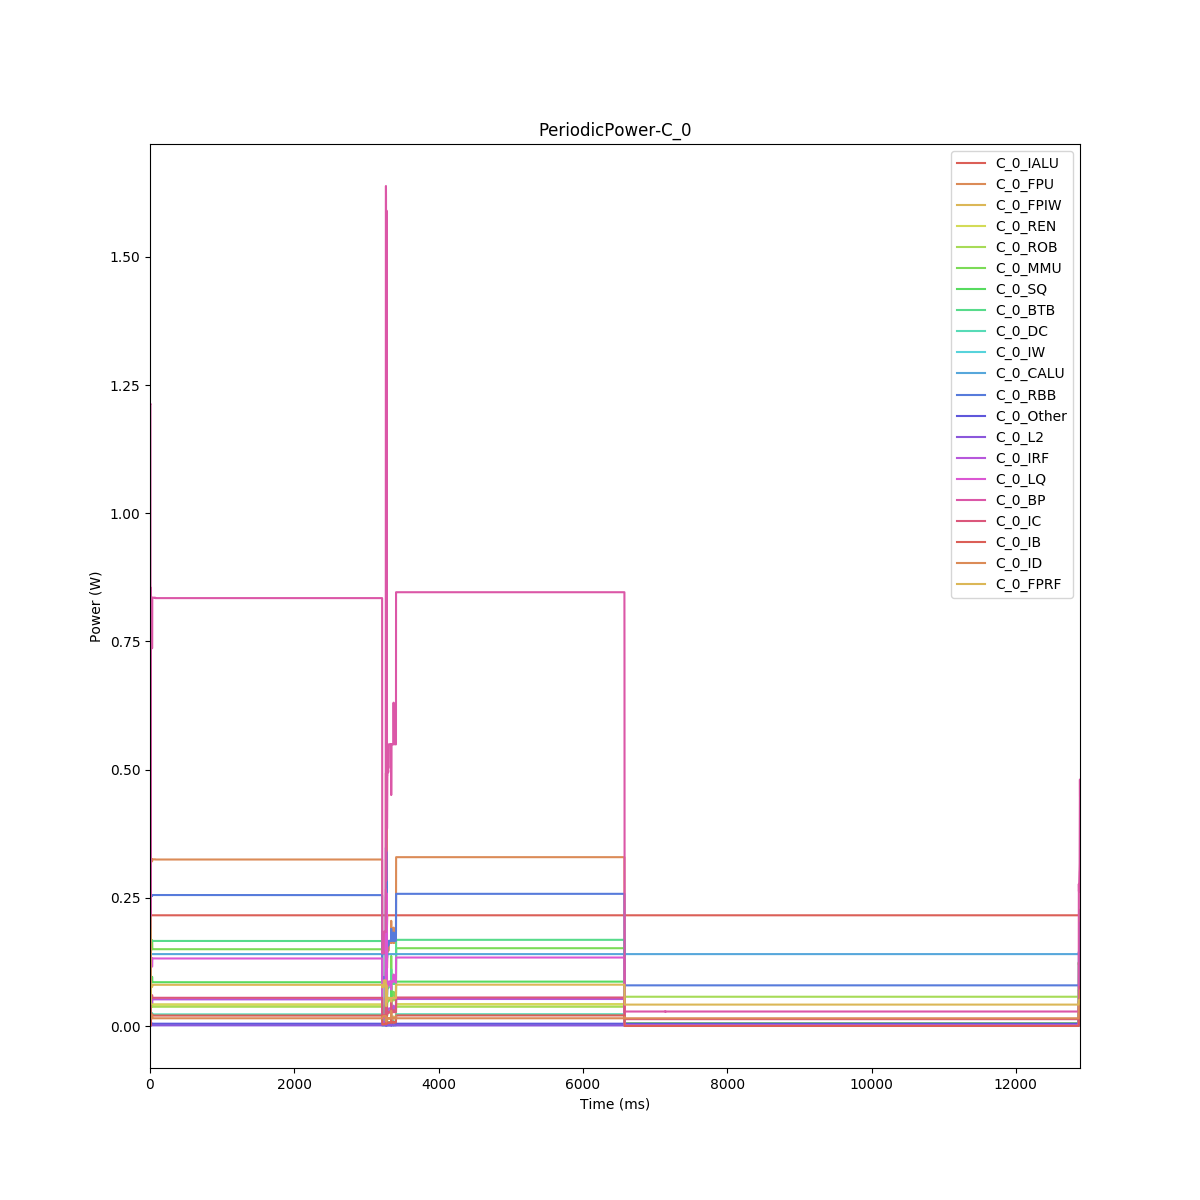 PeriodicPower-C_0
C_0_IALU
C_0_FPU
C_0_FPIW
C_0_REN
C_0_ROB
C_0_MMU
C_0_SQ
C_0_BTB
C_0_DC
C_0_IW
C_0_CALU
C_0_RBB
C_0_Other
C_0_L2
C_0_IRF
C_0_LQ
C_0_BP
C_0_IC
C_0_IB
C_0_ID
C_0_FPRF
1.50
1.25
1.00
0.75
0.50
0.25
0.00
Power (W)
0 2000 4000 6000 8000 10000 12000
Time (ms)